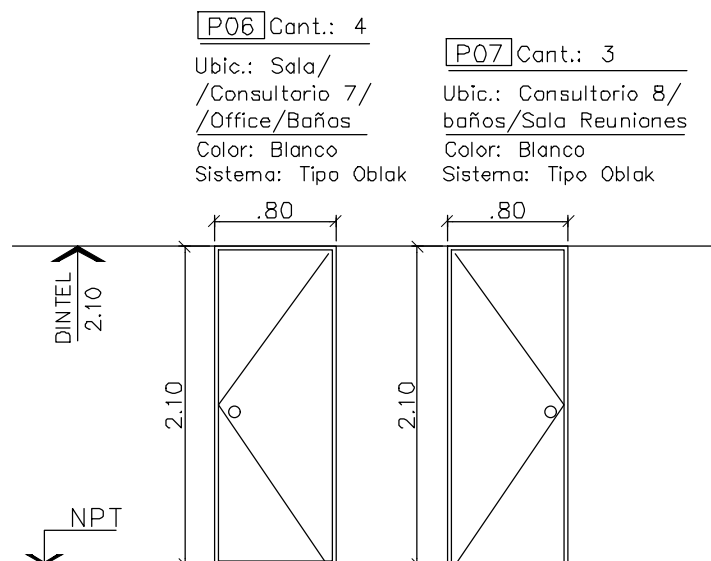 P06 Cant.: 4
Ubic.: Sala/
/Consultorio 7/
/Office/Baños
Color: Blanco
Sistema: Tipo Oblak
P07 Cant.: 3
Ubic.: Consultorio 8/
baños/Sala Reuniones
Color: Blanco
Sistema: Tipo Oblak
.80
.80
DINTEL
2.10
2.10
2.10
NPT